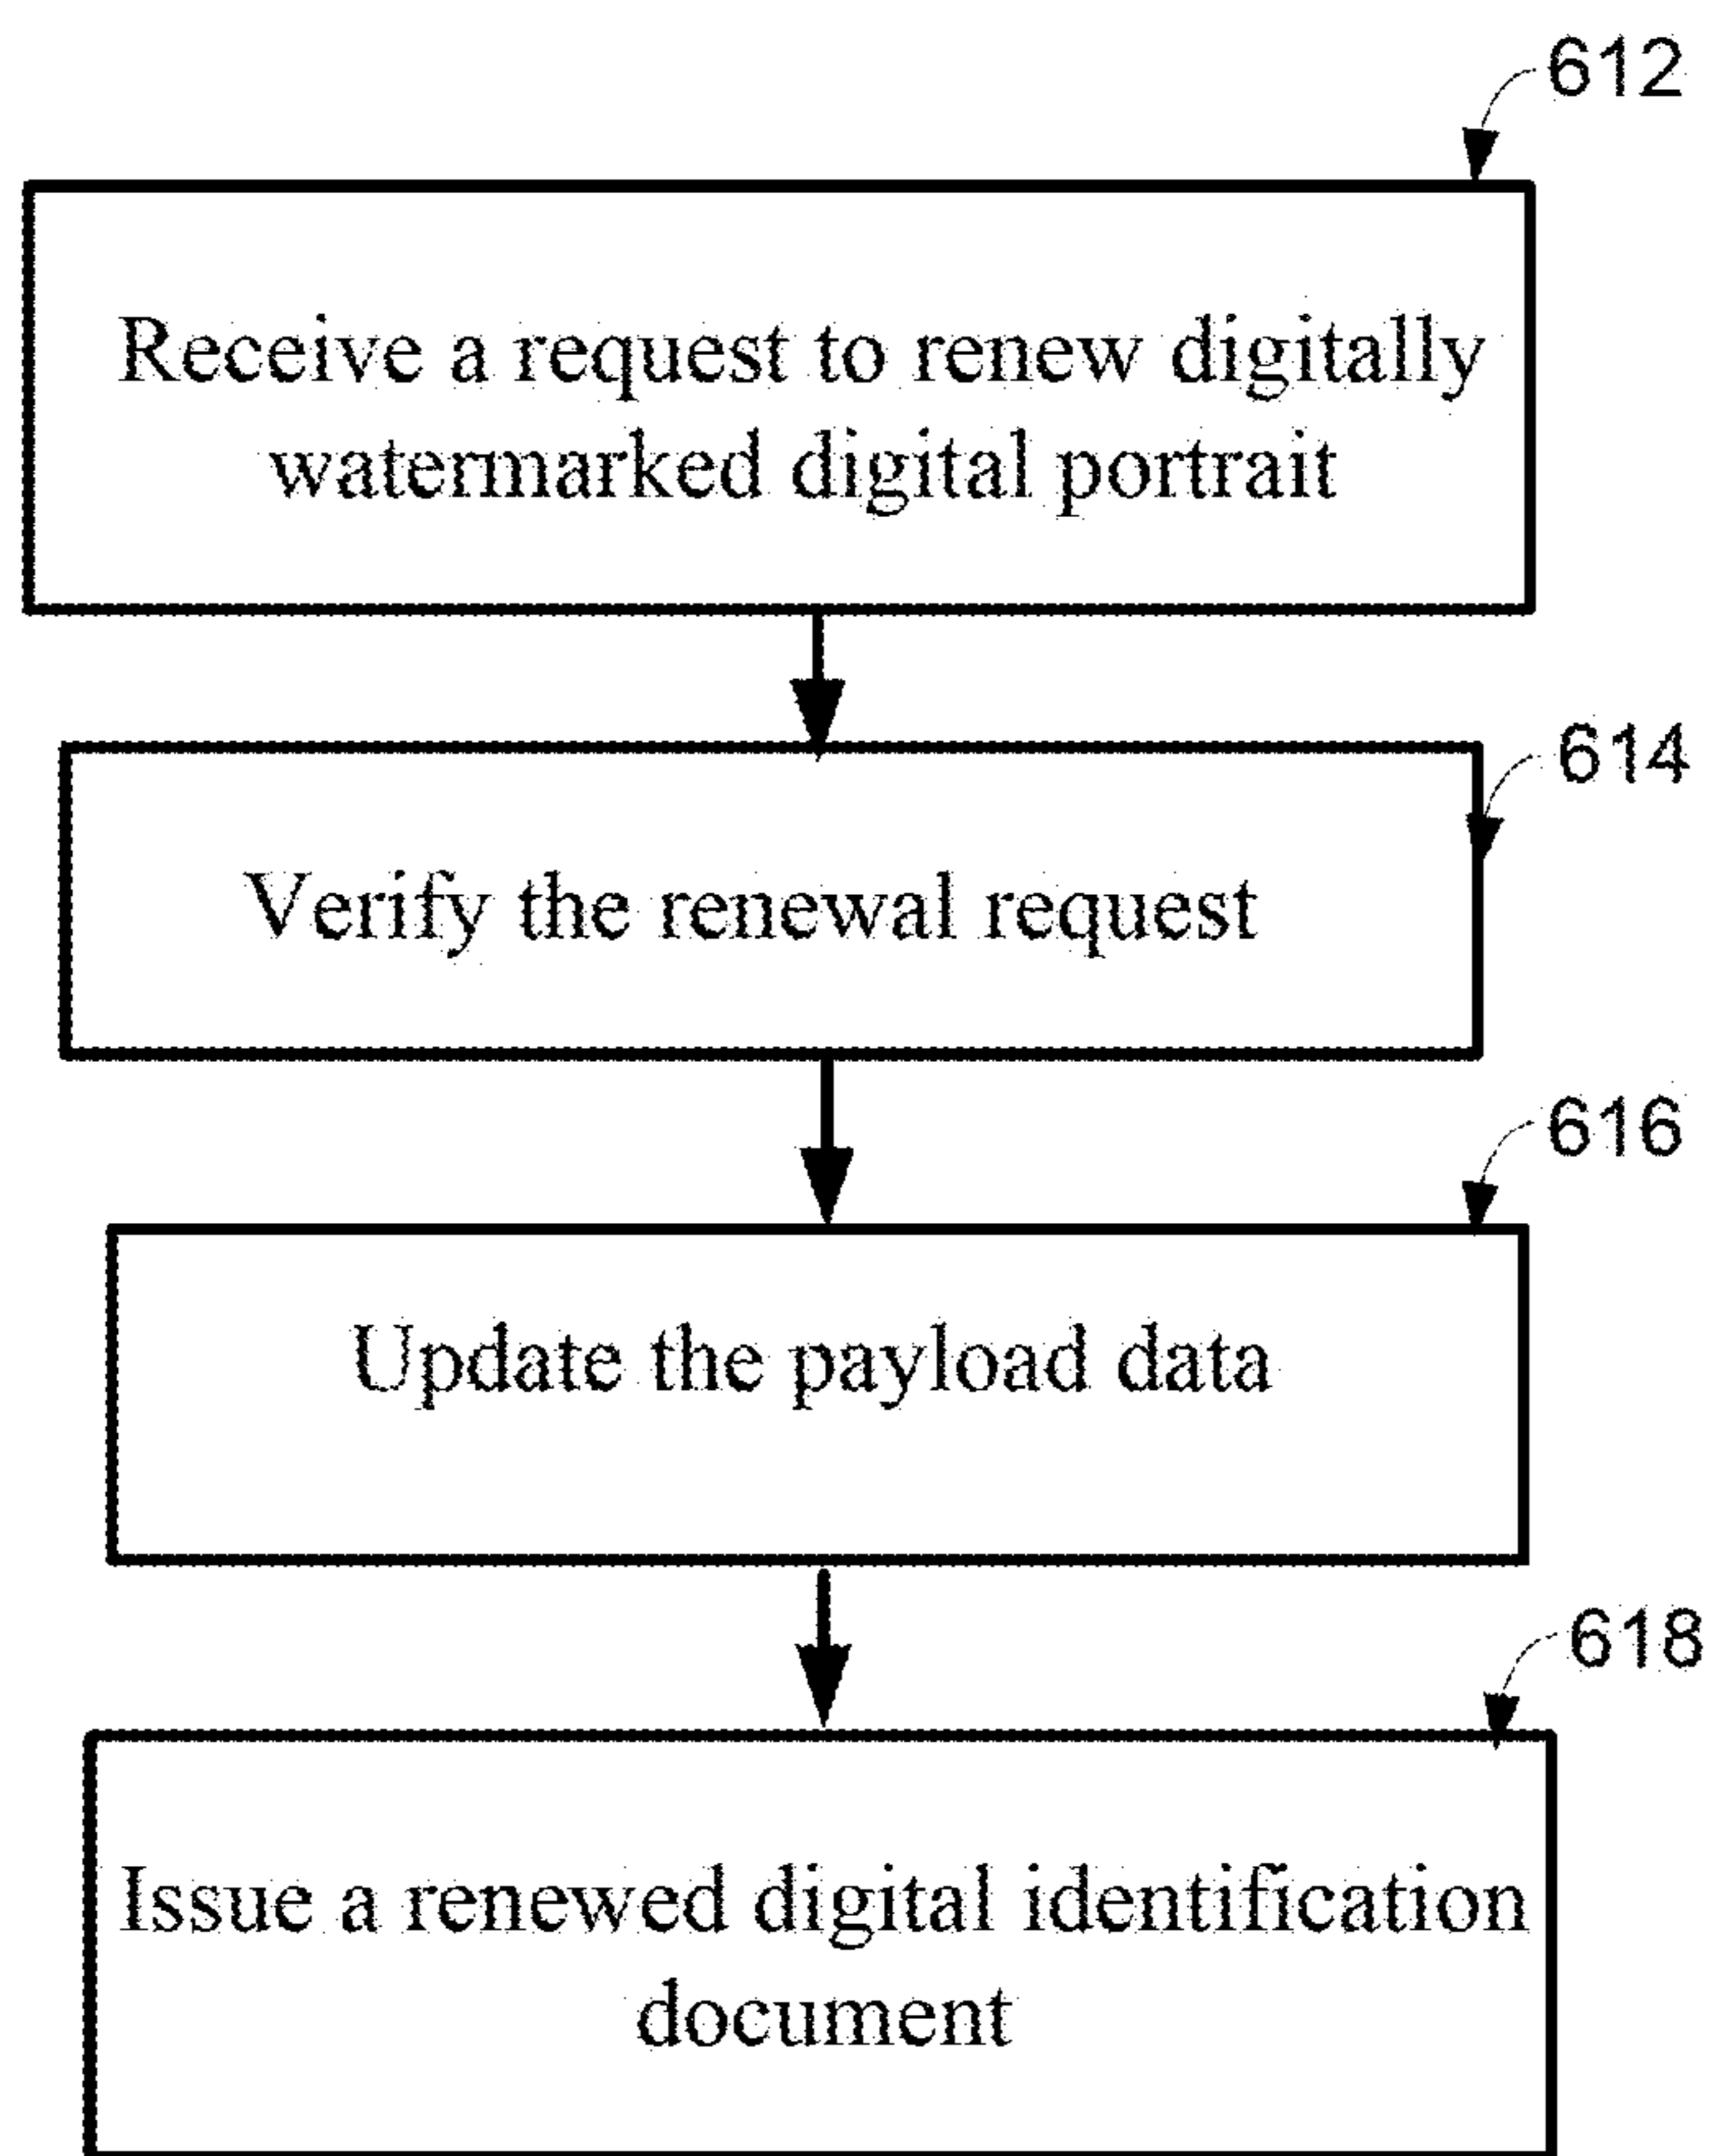 612
Receive a request to renew digitally
watermarked digital portrait
614
Verify the renewal request
616
Update the payload data
618
Issue a renewed digital identification
document